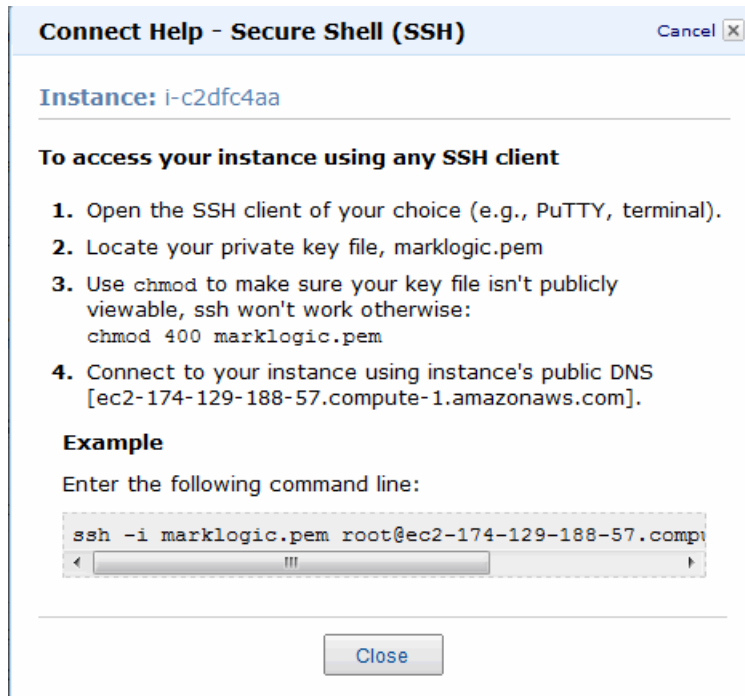 Connect Help - Secure Shell (SSH)
Cancel
Instance: i-c2dfc4aa
To access your instance using any SSH client
1. Open the SSH client of your choice (e.g., PuTTY, terminal).
2. Locate your private key file, marklogic.pem
3. Use chmod to make sure your key file isn't publicly
viewable, ssh won't work otherwise:
chmod 400 marklogic.pem
4. Connect to your instance using instance's public DNS
[ec2-174-129-188-57.compute-1.amazonaws.com].
Example
Enter the following command line:
ssh -i marklogic.pem root@ec2-174-129-188-57.comp
Close